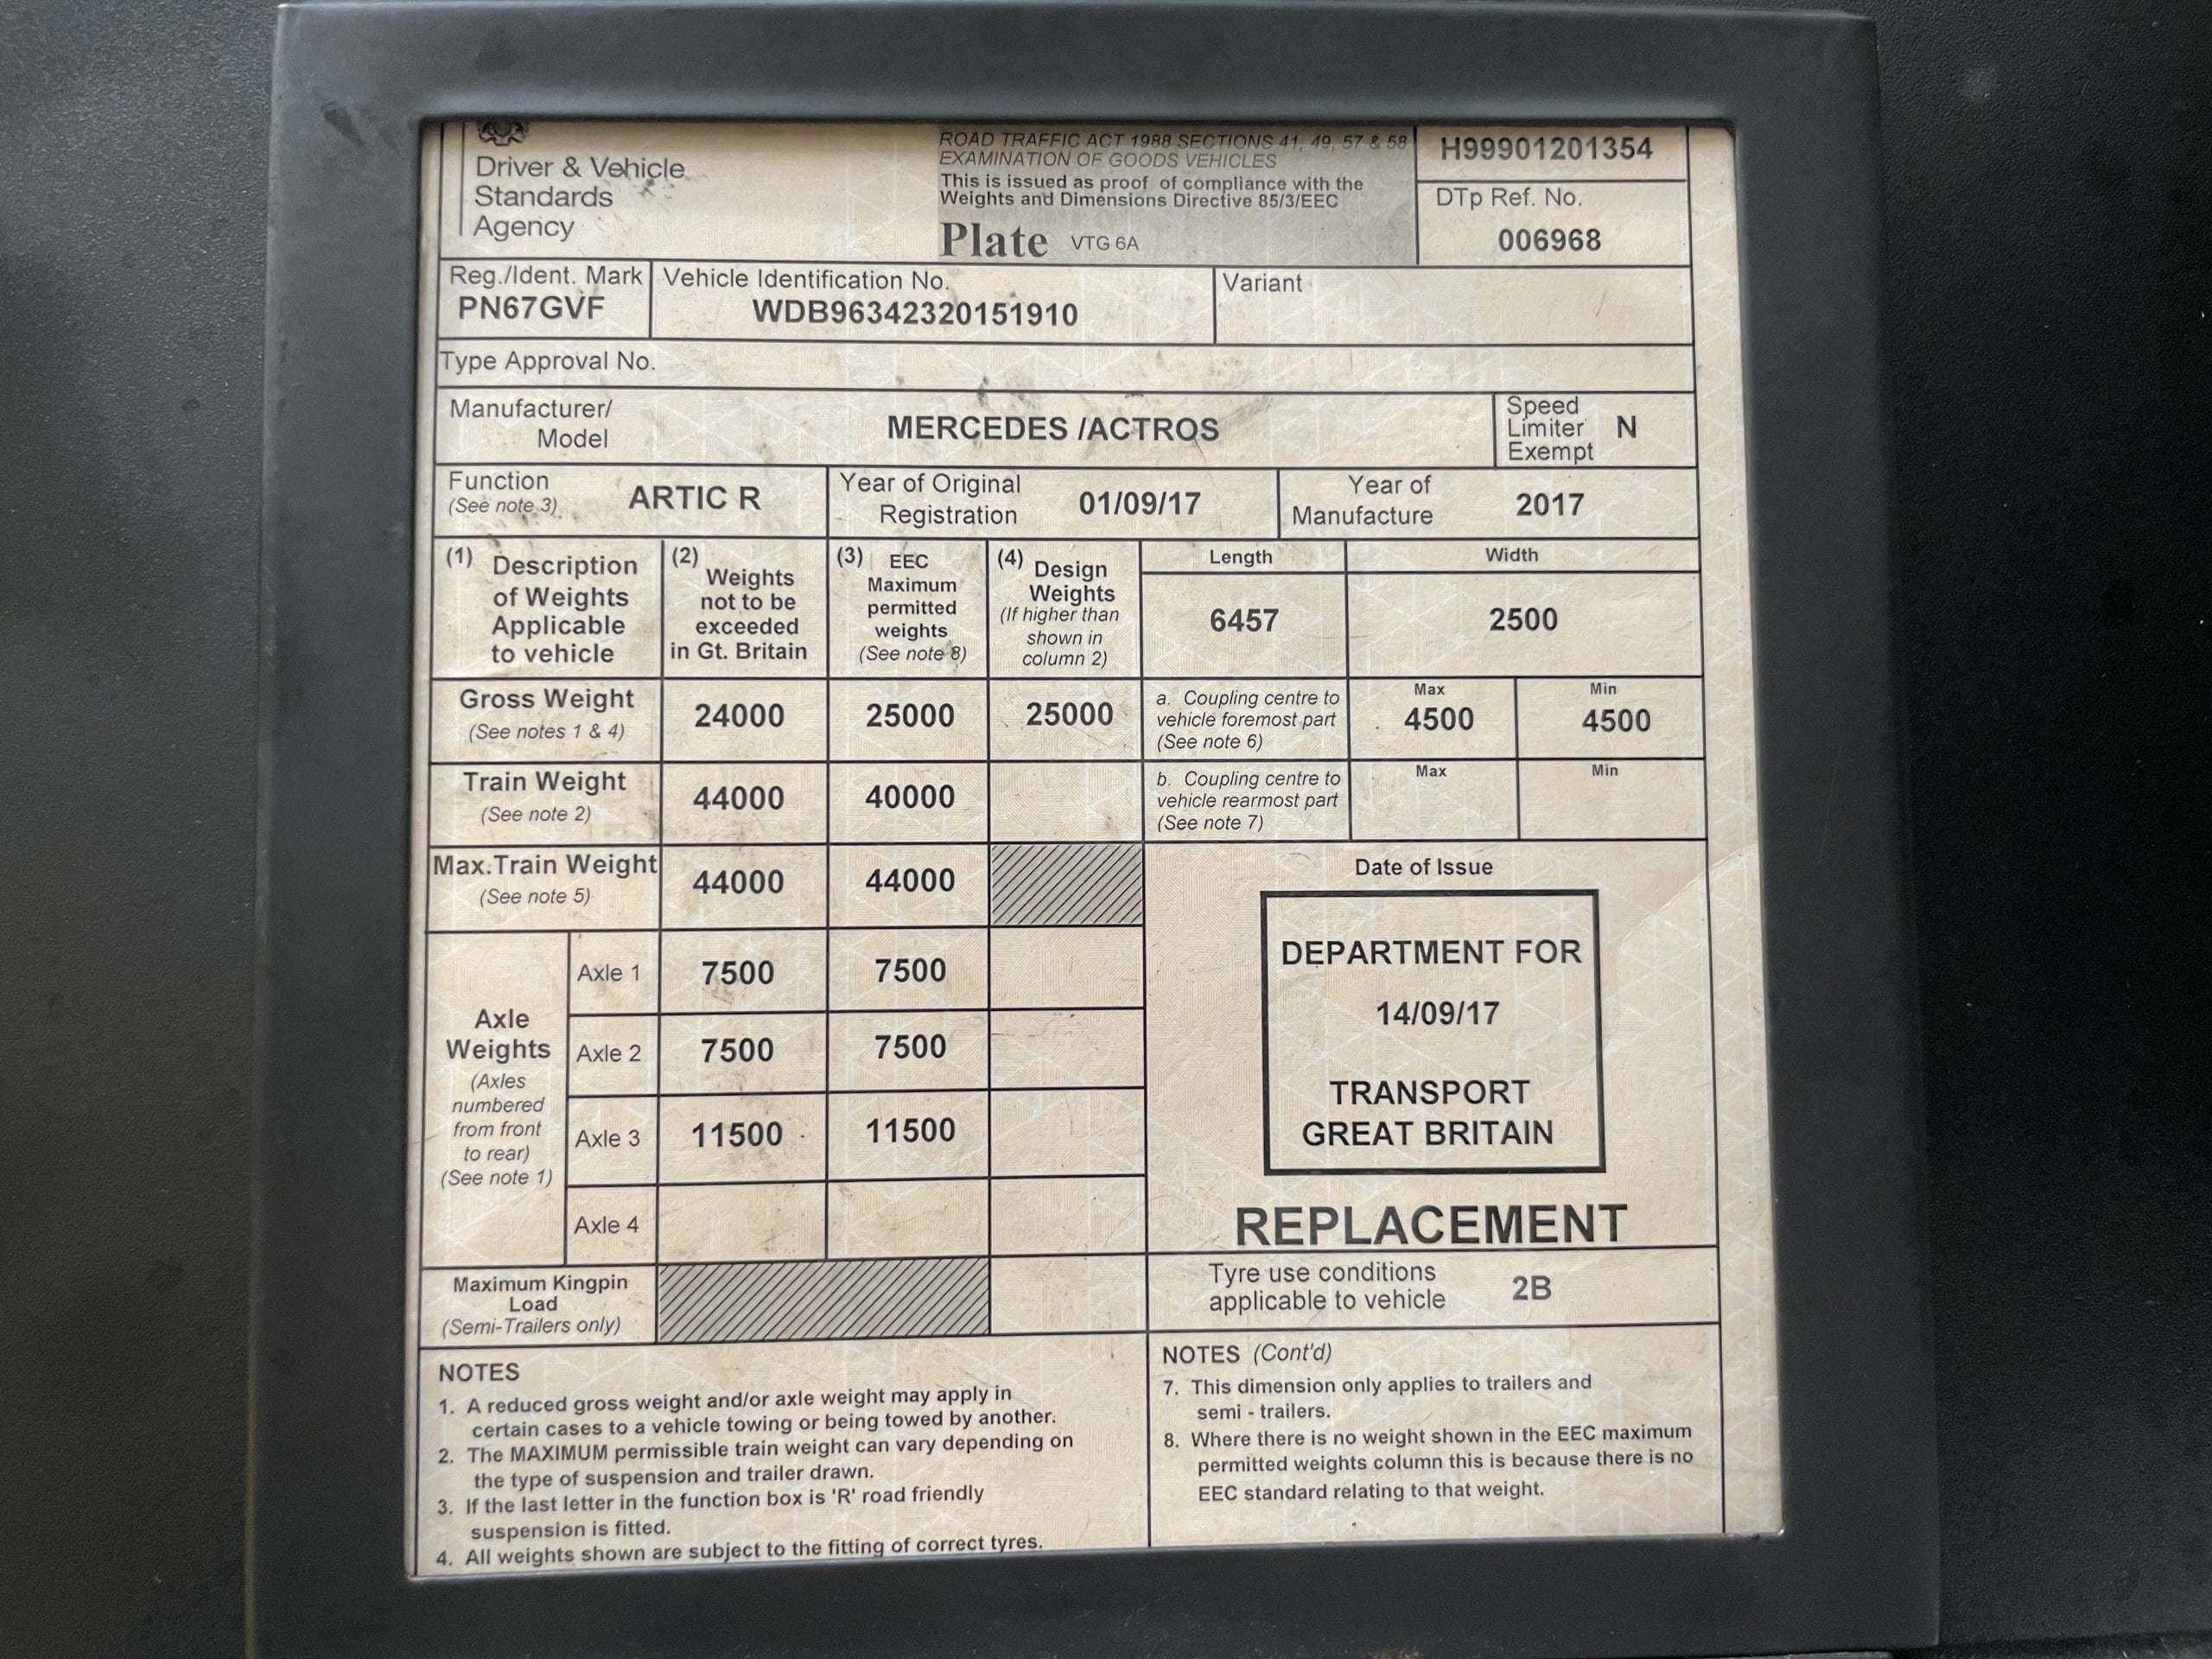 Driver & Vehicle
Standards
Agency
ROAD TRAFFIC ACT 1988 SECTIONS 41, 49, 57 & 58
EXAMINATION OF GOODS VEHICLES
This is issued as proof of compliance with the
Weights and Dimensions Directive 85/3/EEC
Plate VTG 6A
H99901201354
DTp Ref. No.
006968
Reg./Ident. Mark
PN67GVF
Vehicle Identification No.
WDB96342320151910
Variant
Type Approval No.
Manufacturer/
Model
MERCEDES /ACTROS
Speed
Limiter
Exempt
N
Function
(See note 3)
ARTIC R
Year of Original
Registration
01/09/17
Year of
Manufacture
2017
(1) Description
of Weights
Applicable
to vehicle
(2) Weights
not to be
exceeded
in Gt. Britain
(3) EEC
Maximum
permitted
weights
(See note 8)
(4) Design
Weights
(If higher than
shown in
column 2)
Length
6457
Width
2500
Gross Weight
(See notes 1 & 4)
24000
25000
25000
a. Coupling centre to
vehicle foremost part
(See note 6)
Max
4500
Min
4500
Train Weight
(See note 2)
44000
40000
b. Coupling centre to
vehicle rearmost part
(See note 7)
Max
Min
Max.Train Weight
(See note 5)
44000
44000
Date of Issue
DEPARTMENT FOR
14/09/17
TRANSPORT
GREAT BRITAIN
REPLACEMENT
Axle
Weights
(Axles
numbered
from front
to rear)
(See note 1)
Axle 1
7500
7500
Axle 2
7500
7500
Axle 3
11500
11500
Axle 4
Maximum Kingpin
Load
(Semi-Trailers only)
Tyre use conditions
applicable to vehicle
2B
NOTES
1. A reduced gross weight and/or axle weight may apply in
certain cases to a vehicle towing or being towed by another.
2. The MAXIMUM permissible train weight can vary depending on
the type of suspension and trailer drawn.
3. If the last letter in the function box is 'R' road friendly
suspension is fitted.
4. All weights shown are subject to the fitting of correct tyres.
NOTES (Cont'd)
7. This dimension only applies to trailers and
semi - trailers.
8. Where there is no weight shown in the EEC maximum
permitted weights column this is because there is no
EEC standard relating to that weight.